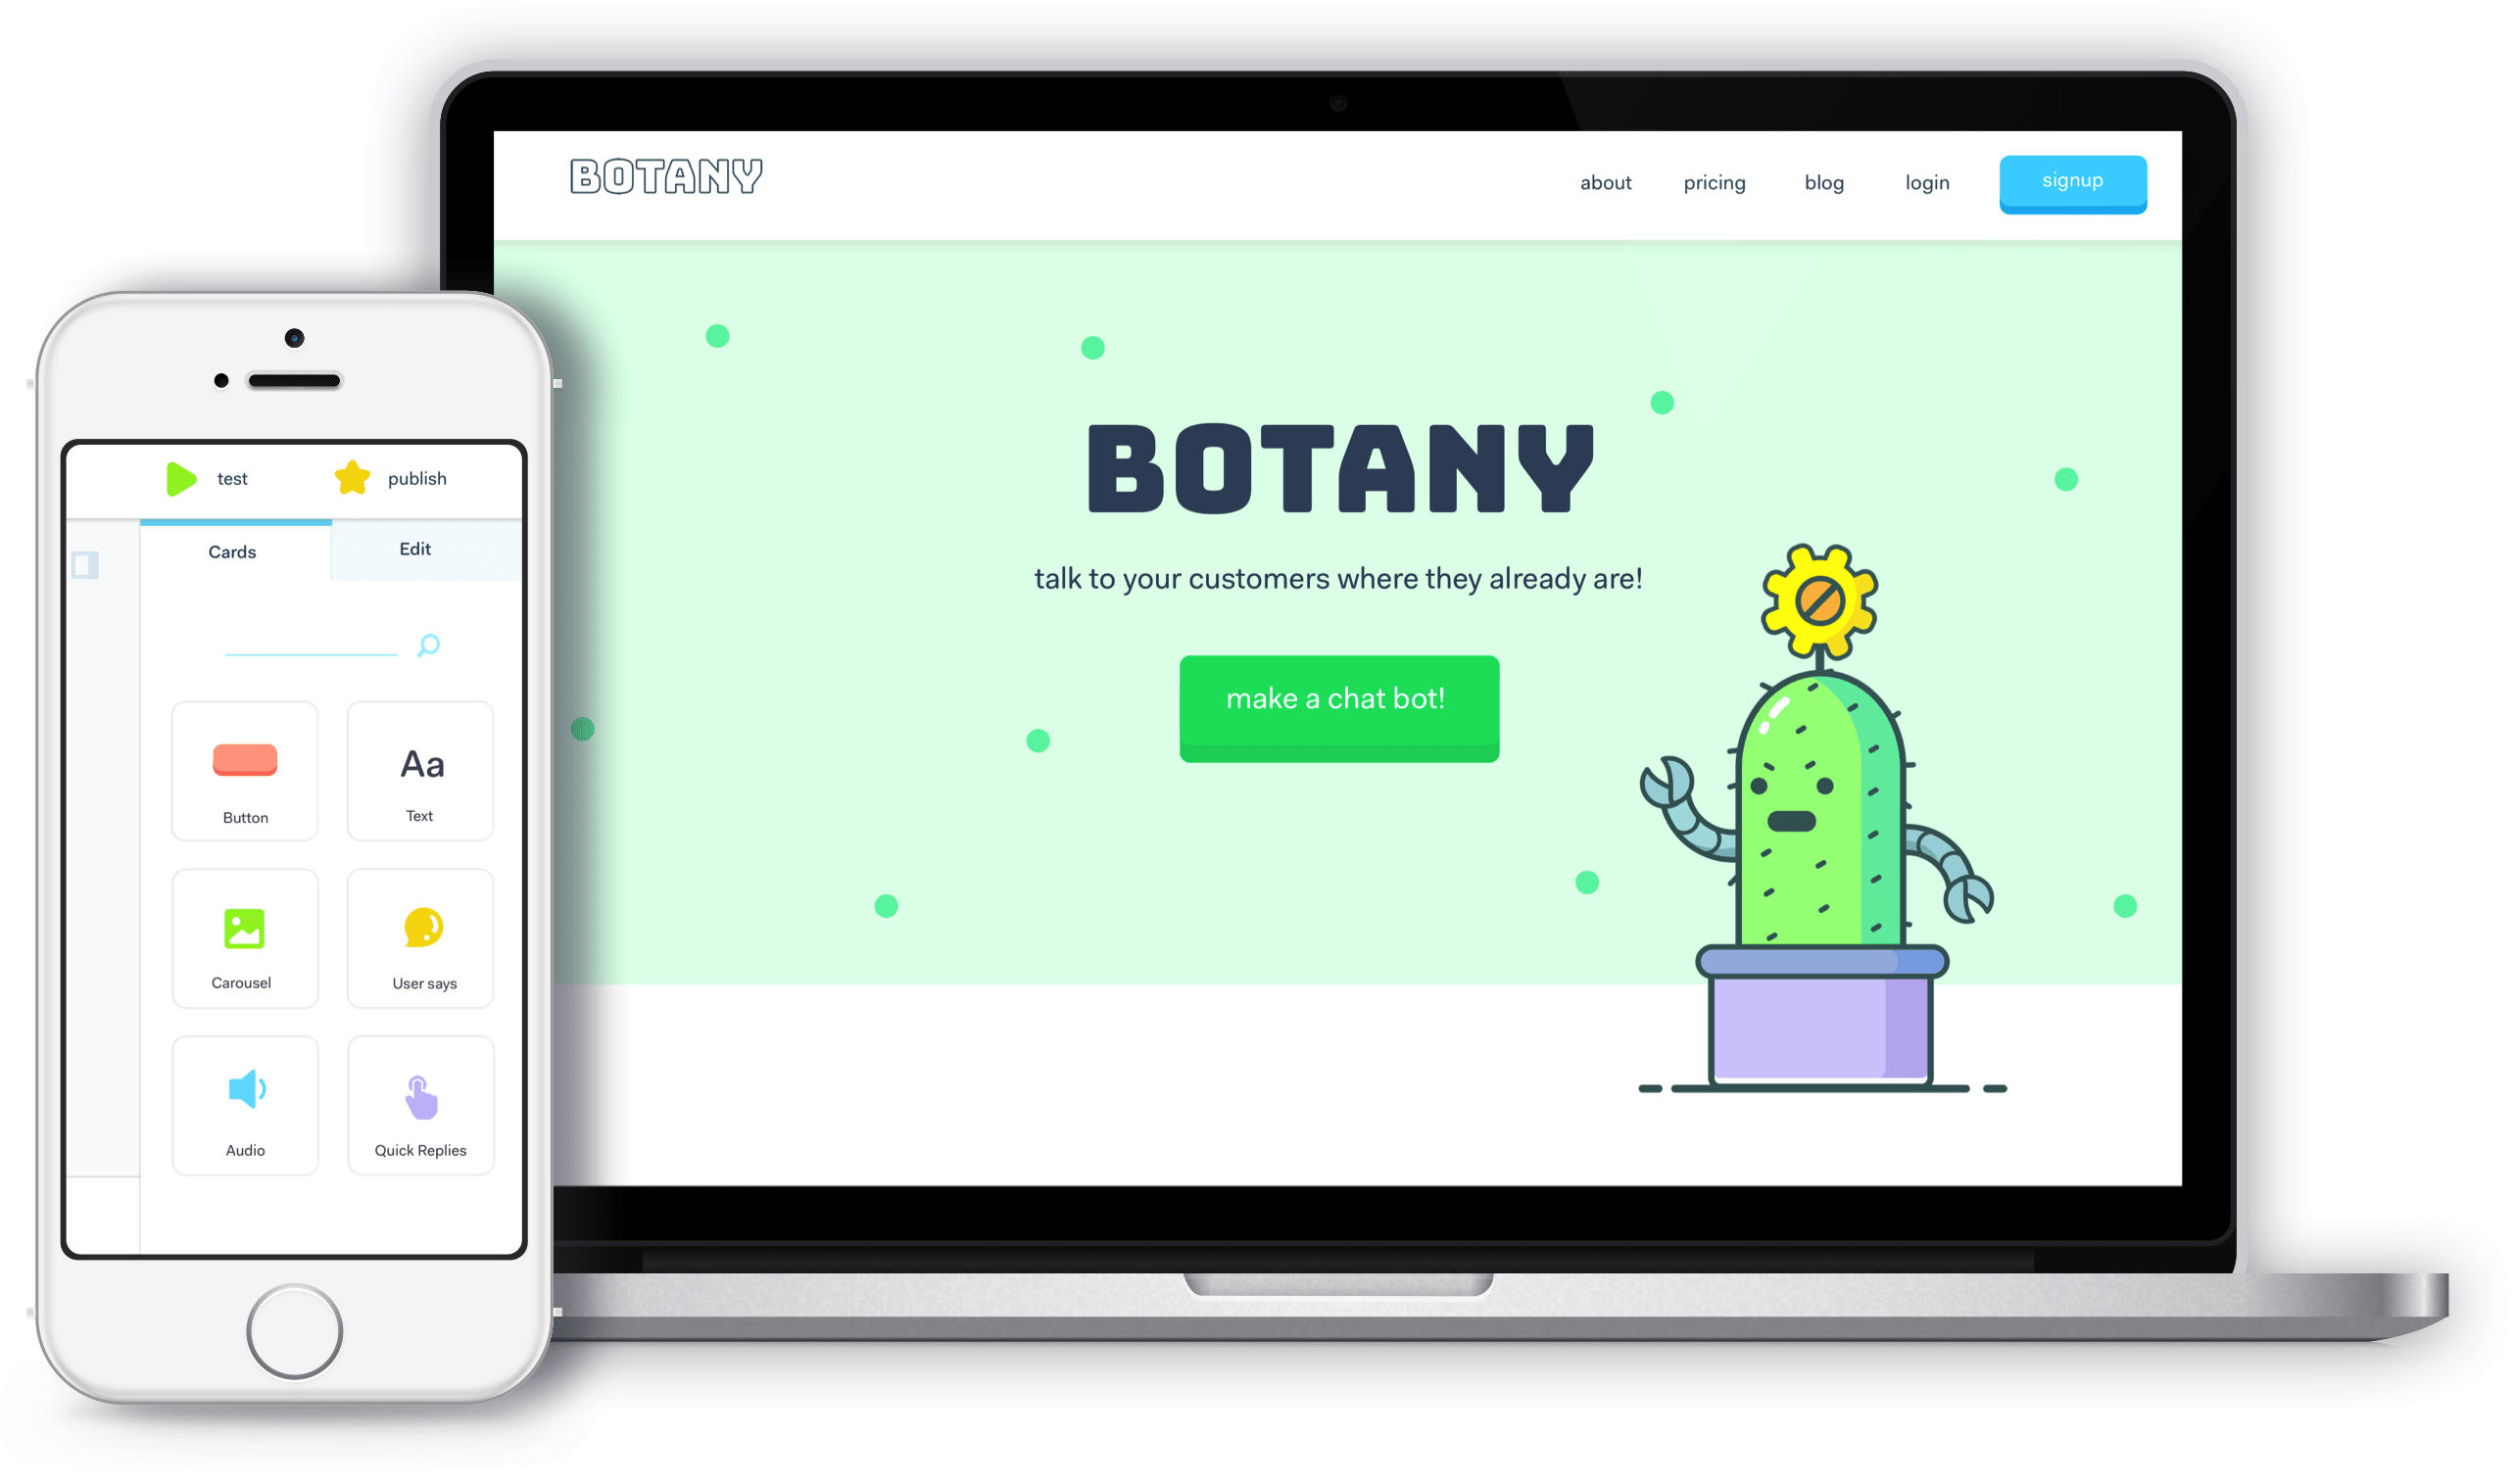 BOTANY
about pricing blog login signup
BOTANY
talk to your customers where they already are!
make a chat bot!
test publish
Cards Edit
Button Aa
Text
Carousel User says
Audio Quick Replies